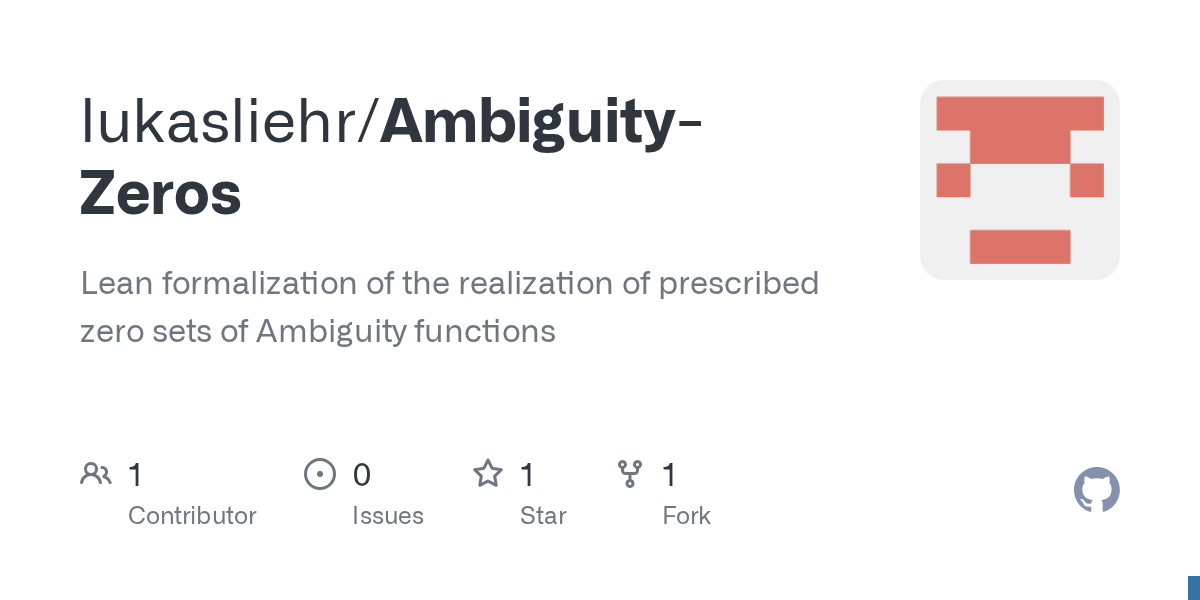 lukasliehr/Ambiguity-
Zeros
Lean formalization of the realization of prescribed
zero sets of Ambiguity functions
1 0 1 1
Contributor Issues Star Fork